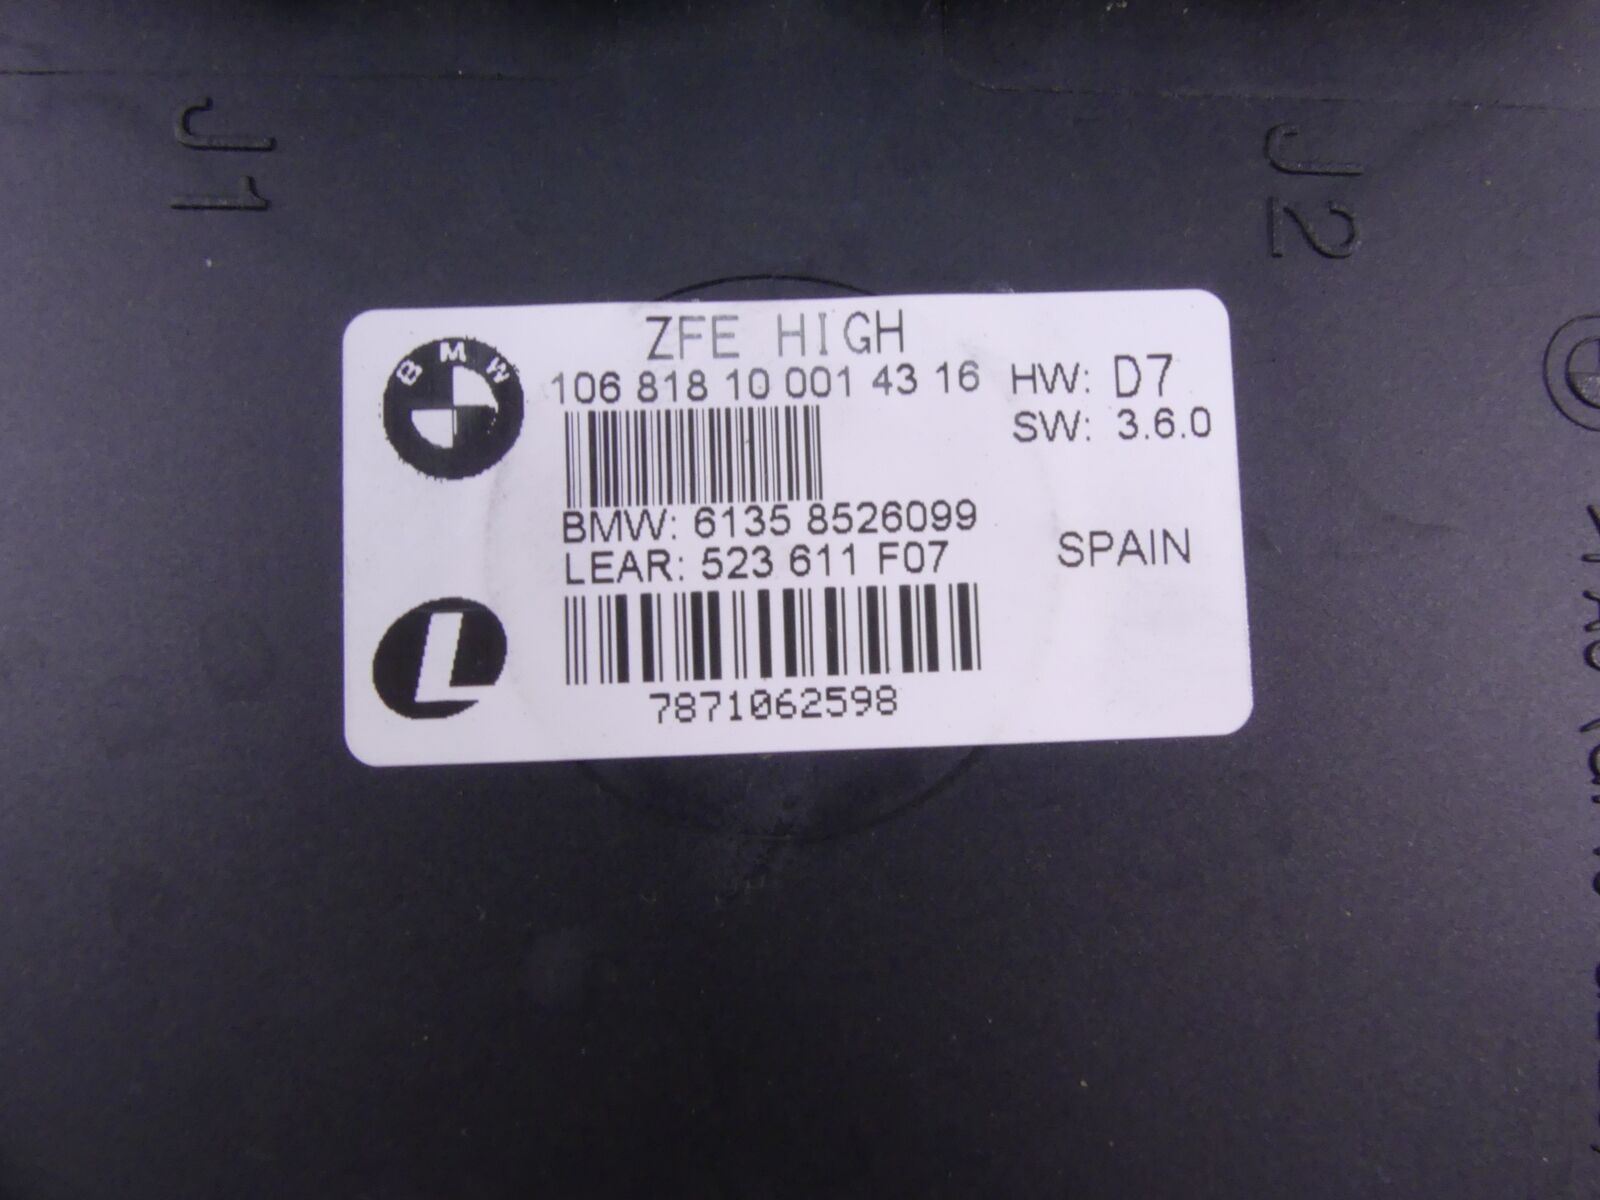 J1
J2
ZFE HIGH
106 818 10 001 43 16
HW: D7
SW: 3.6.0
BMW
BMW: 6135 8526099
LEAR: 523 611 F07
SPAIN
L
7871062598